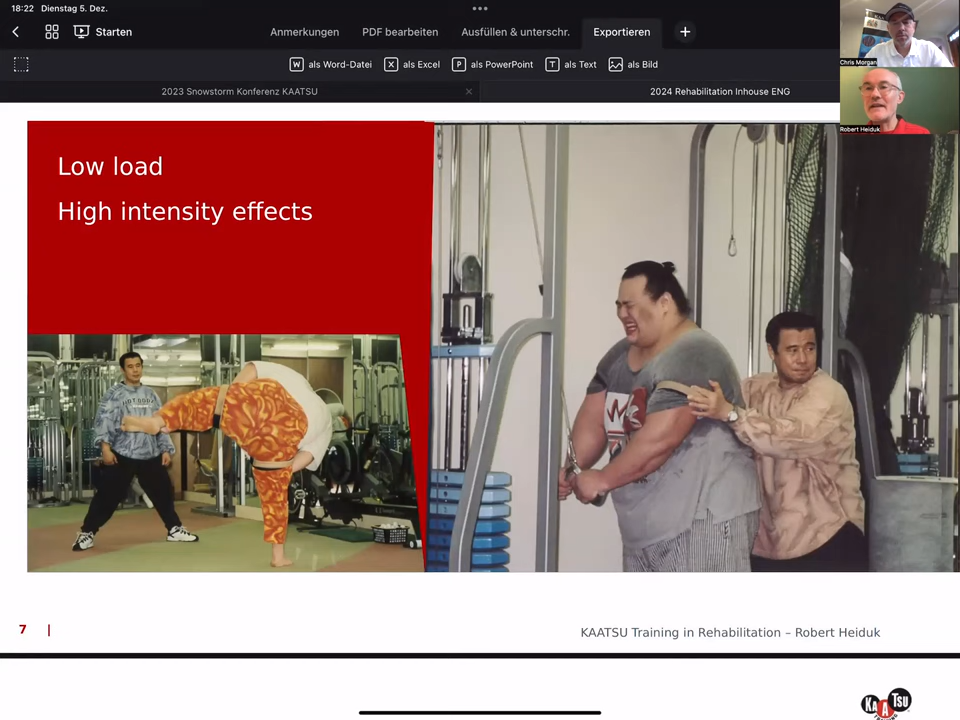 18:22 Dienstag 5. Dez.
Starten
Anmerkungen
PDF bearbeiten
Ausfüllen & unterschr.
Exportieren
als Word-Datei
als Excel
als PowerPoint
als Text
als Bild
2023 Snowstorm Konferenz KAATSU
2024 Rehabilitation Inhouse ENG
Chris Morgan
Robert Heiduk
Low load
High intensity effects
7 |
KAATSU Training in Rehabilitation – Robert Heiduk
KAATSU